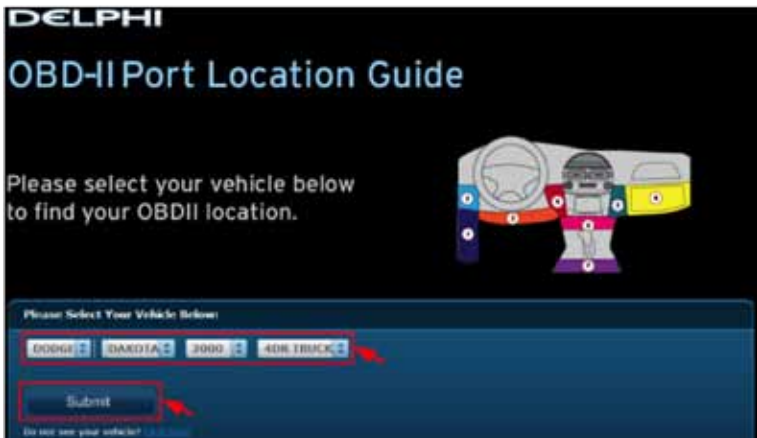 DELPHI
OBD-II Port Location Guide
Please select your vehicle below
to find your OBDII location.
Please Select Your Vehicle Below:
DODGE DAKOTA 2000 4DR TRUCK
Submit
Do not see your vehicle?